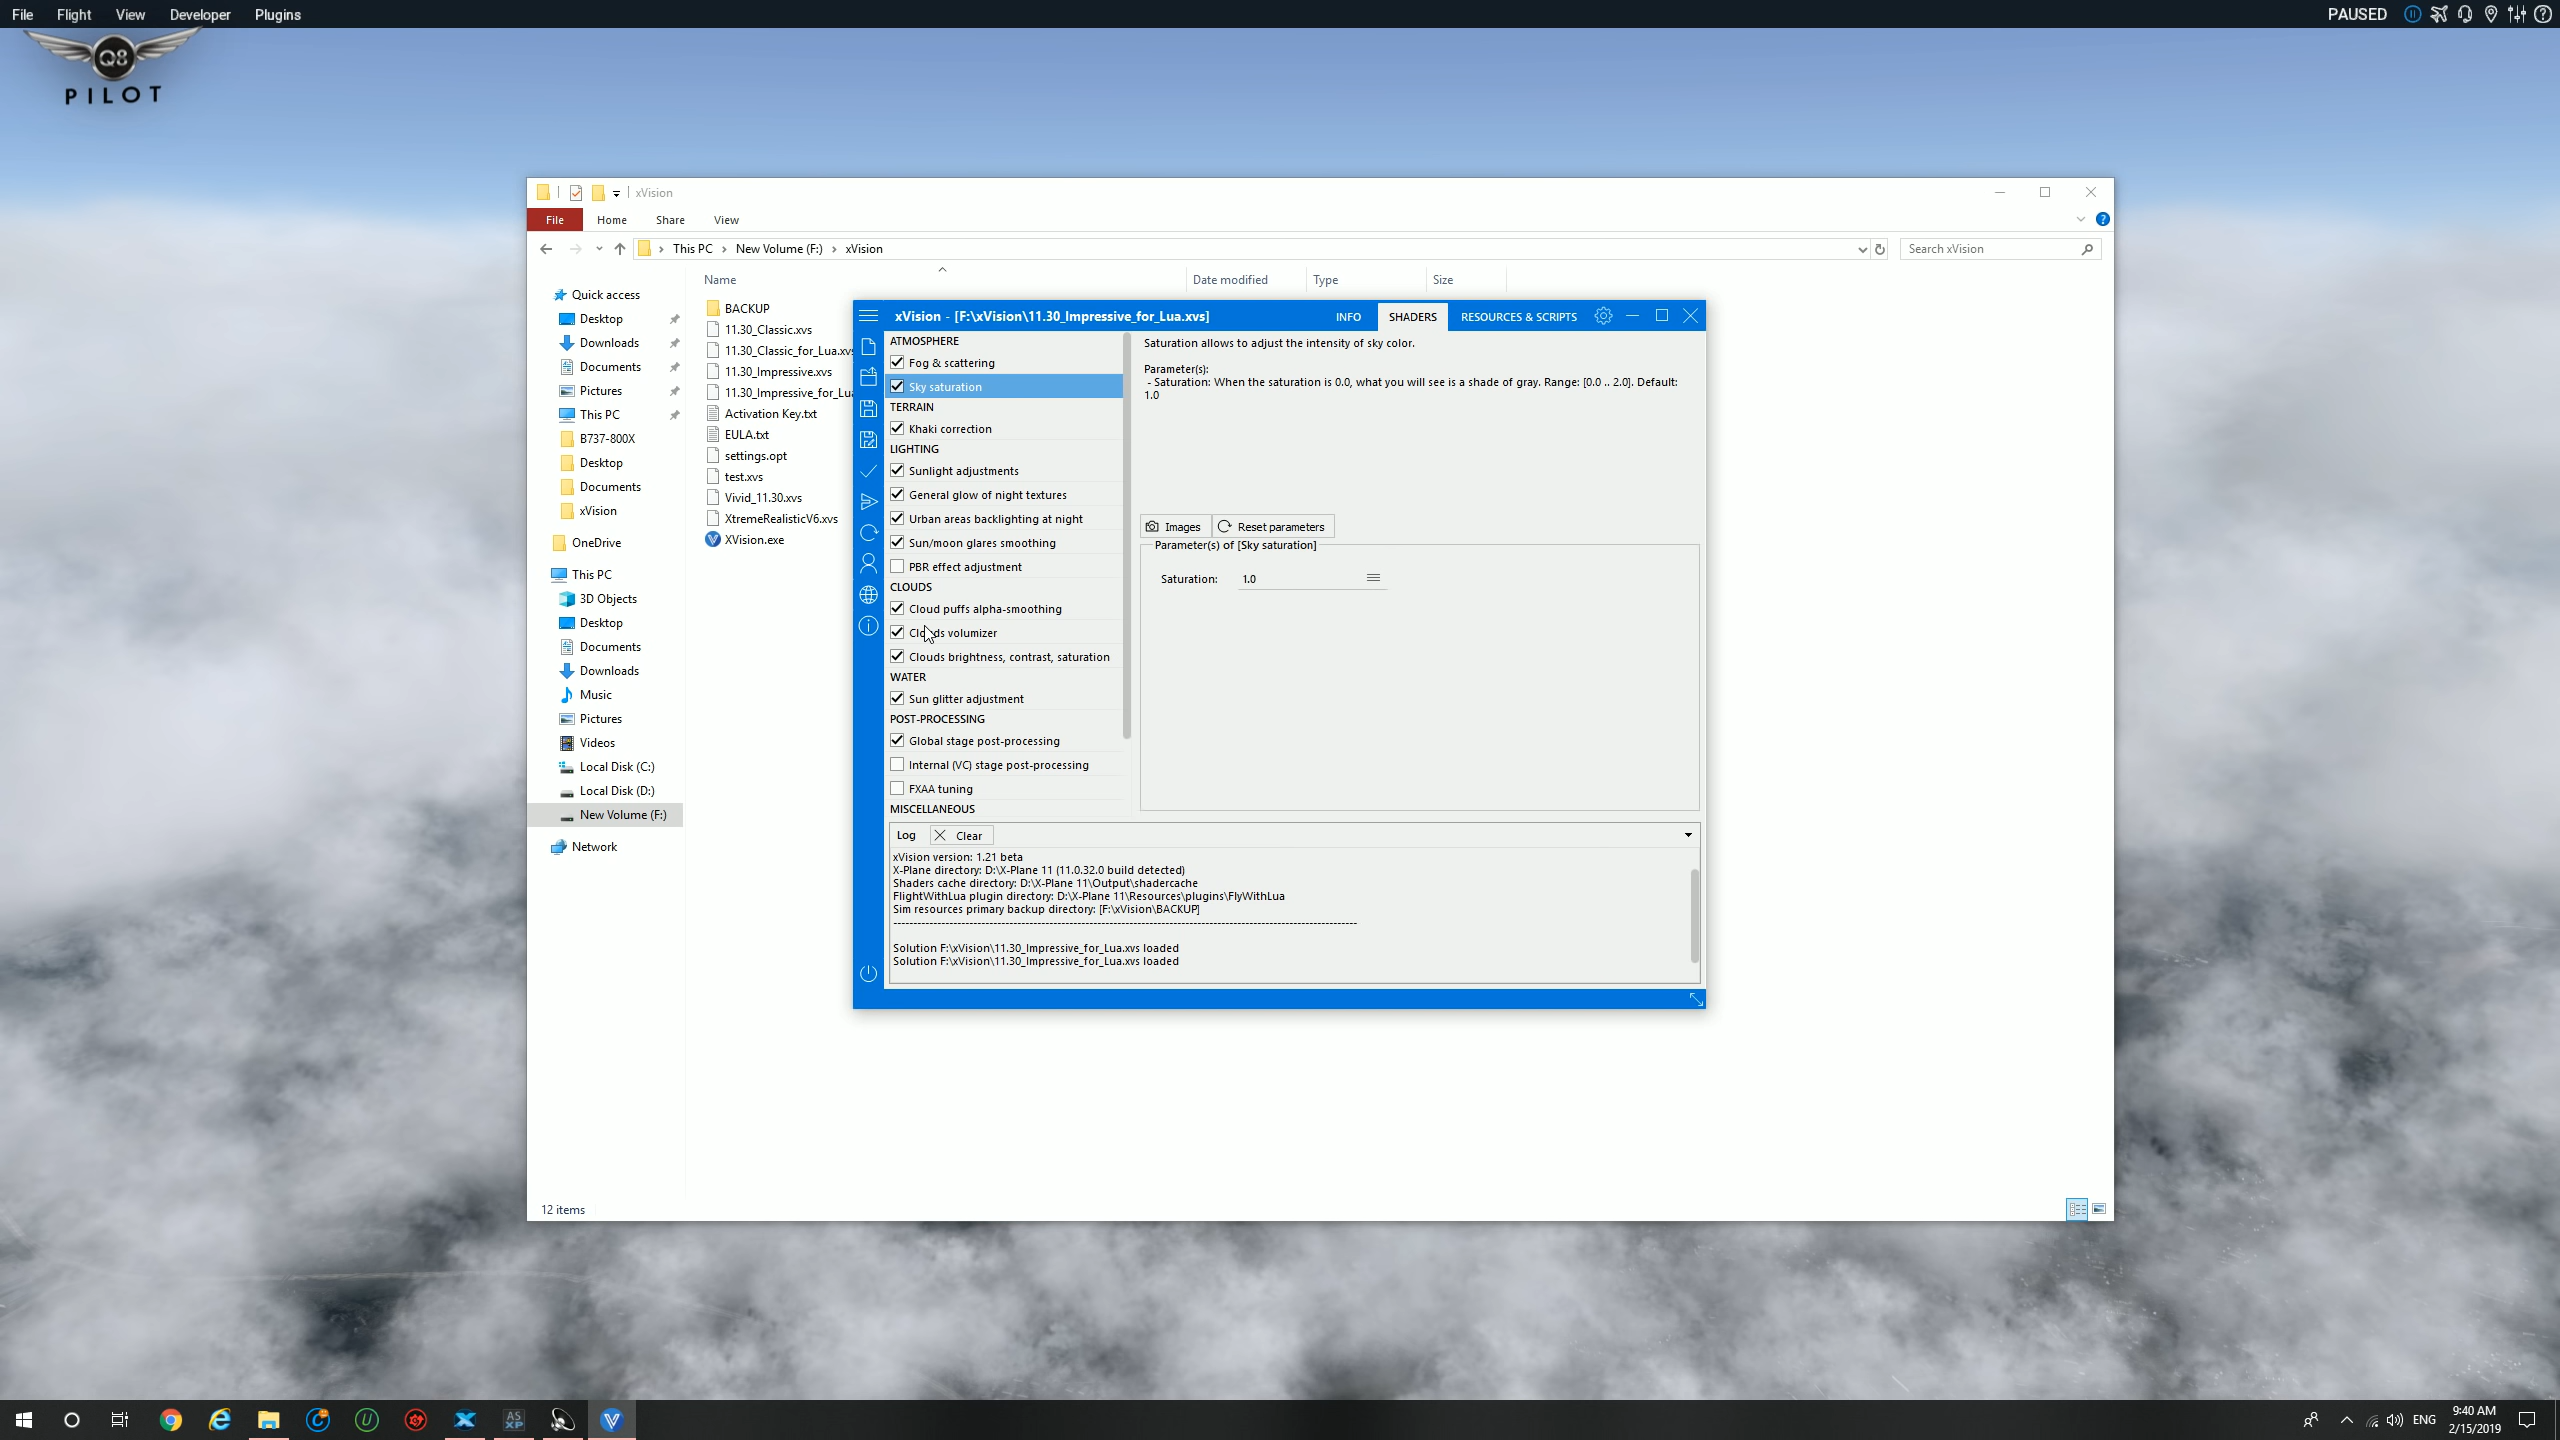 File Flight View Developer Plugins
PAUSED
Q8
PILOT
xVision
File Home Share View
This PC New Volume (F:) xVision
Search xVision
Name Date modified Type Size
Quick access
Desktop
Downloads
Documents
Pictures
This PC
B737-800X
Desktop
Documents
xVision
OneDrive
This PC
3D Objects
Desktop
Documents
Downloads
Music
Pictures
Videos
Local Disk (C:)
Local Disk (D:)
New Volume (F:)
Network
12 items
BACKUP
11.30_Classic.xvs
11.30_Classic_for_Lua.xvs
11.30_Impressive.xvs
11.30_Impressive_for_Lua
Activation Key.txt
EULA.txt
settings.opt
test.xvs
Vivid_11.30.xvs
XtremeRealisticV6.xvs
XVision.exe
xVision - [F:\xVision\11.30_Impressive_for_Lua.xvs]
INFO SHADERS RESOURCES & SCRIPTS
ATMOSPHERE
Fog & scattering
Sky saturation
TERRAIN
Khaki correction
LIGHTING
Sunlight adjustments
General glow of night textures
Urban areas backlighting at night
Sun/moon glares smoothing
PBR effect adjustment
CLOUDS
Cloud puffs alpha-smoothing
Clouds volumizer
Clouds brightness, contrast, saturation
WATER
Sun glitter adjustment
POST-PROCESSING
Global stage post-processing
Internal (VC) stage post-processing
FXAA tuning
MISCELLANEOUS
Saturation allows to adjust the intensity of sky color.
Parameter(s):
- Saturation: When the saturation is 0.0, what you will see is a shade of gray. Range: [0.0 .. 2.0]. Default:
1.0
Images Reset parameters
Parameter(s) of [Sky saturation]
Saturation: 1.0
Log Clear
xVision version: 1.21 beta
X-Plane directory: D:\X-Plane 11 (11.0.32.0 build detected)
Shaders cache directory: D:\X-Plane 11\Output\shadercache
FlightWithLua plugin directory: D:\X-Plane 11\Resources\plugins\FlyWithLua
Sim resources primary backup directory: [F:\xVision\BACKUP]
Solution F:\xVision\11.30_Impressive_for_Lua.xvs loaded
Solution F:\xVision\11.30_Impressive_for_Lua.xvs loaded
AS
XP
ENG
9:40 AM
2/15/2019